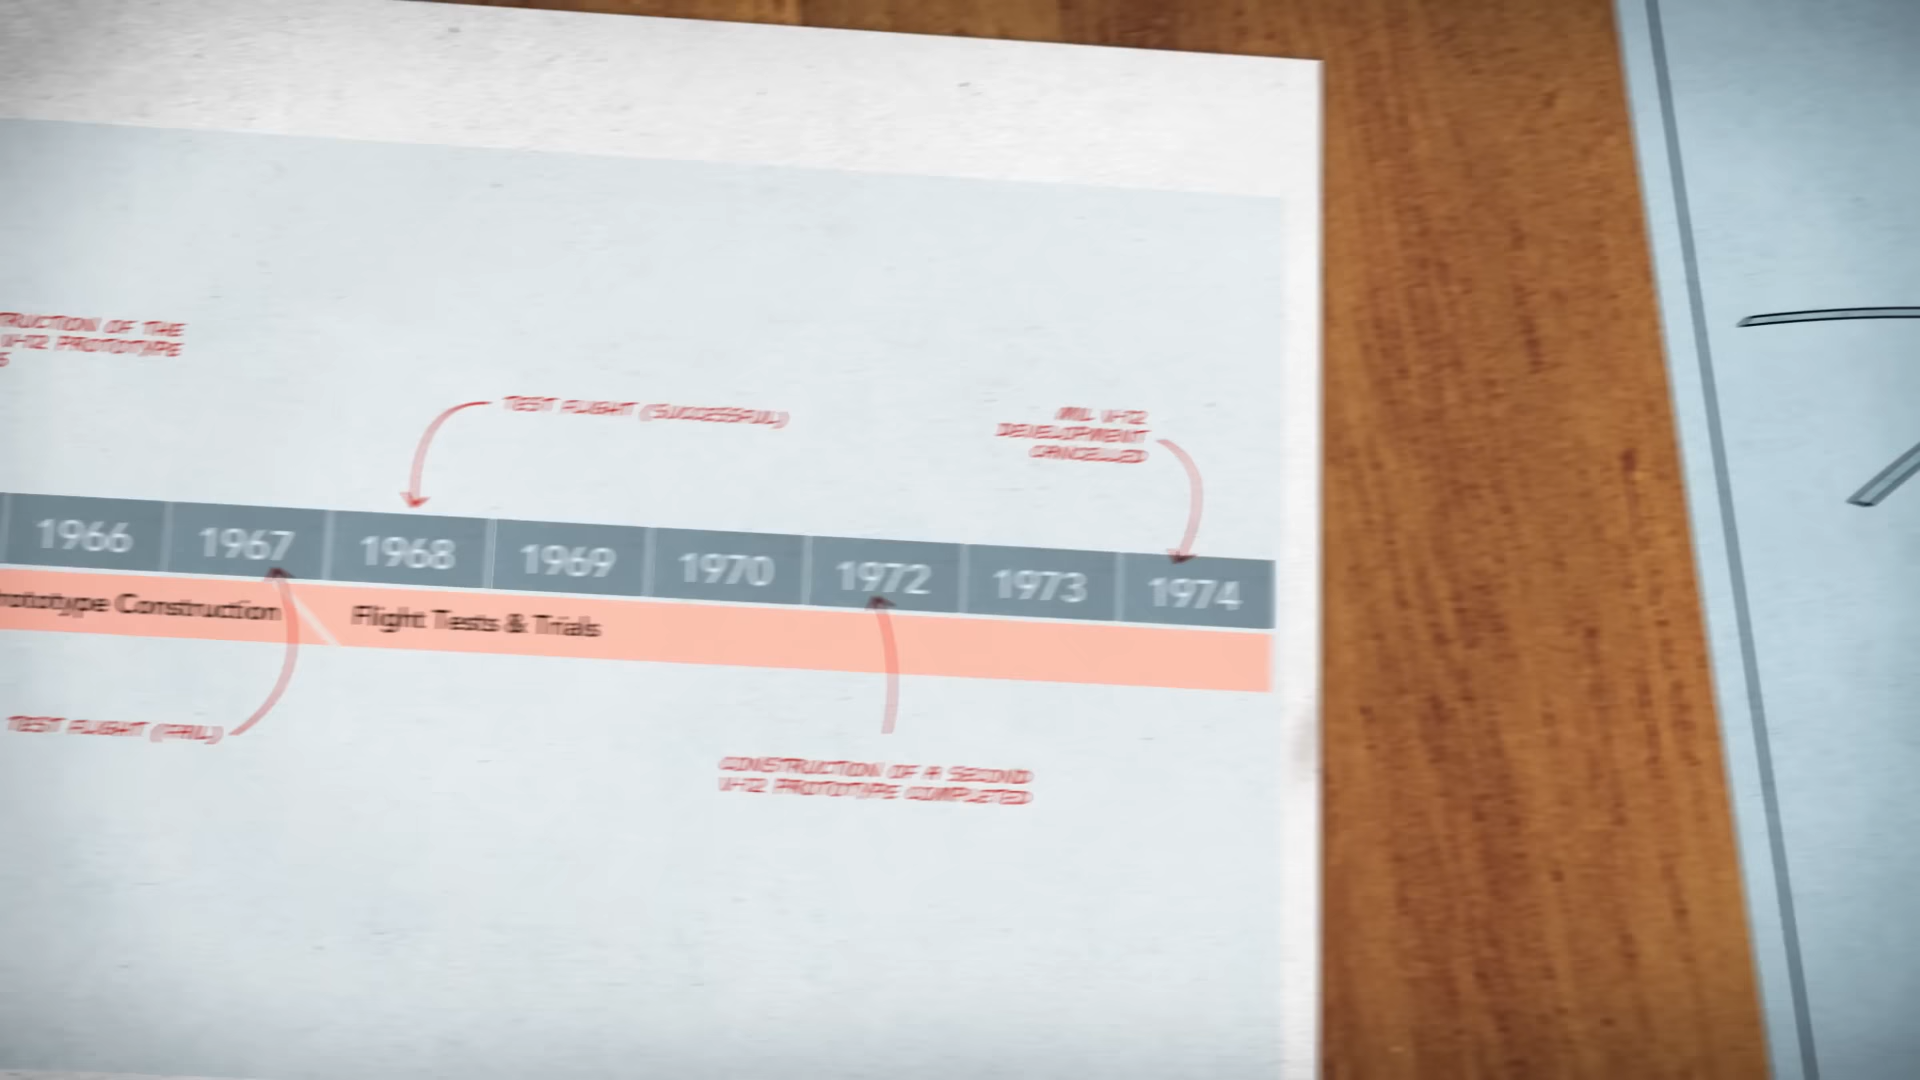 TRUCTION OF THE
V-12 PROTOTYPE
TEST FLIGHT (SUCCESSFUL)
MIL V-12
DEVELOPMENT
CANCELLED
1966 1967 1968 1969 1970 1972 1973 1974
rototype Construction Flight Tests & Trials
TEST FLIGHT (FAIL)
CONSTRUCTION OF A SECOND
V-12 PROTOTYPE COMPLETED